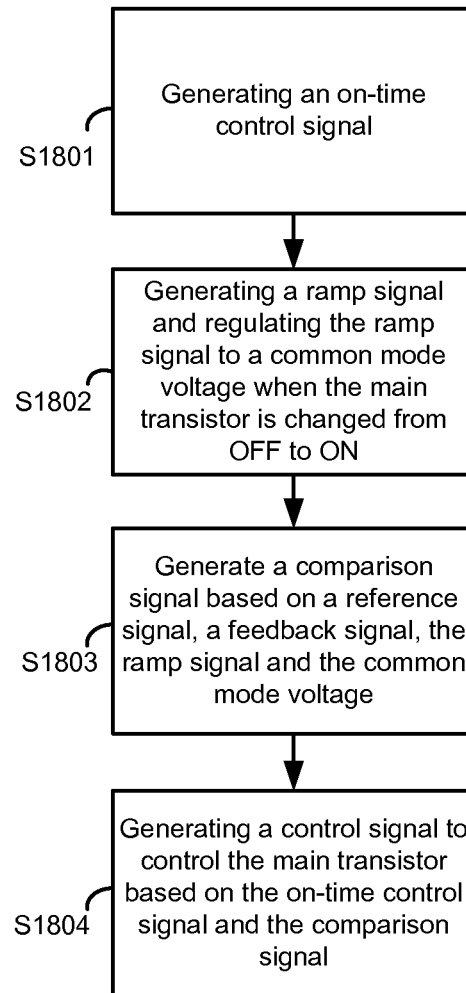 Generating an on-time
control signal
S1801
Generating a ramp signal
and regulating the ramp
signal to a common mode
voltage when the main
transistor is changed from
OFF to ON
S1802
Generate a comparison
signal based on a reference
signal, a feedback signal, the
ramp signal and the common
mode voltage
S1803
Generating a control signal to
control the main transistor
based on the on-time control
signal and the comparison
signal
S1804